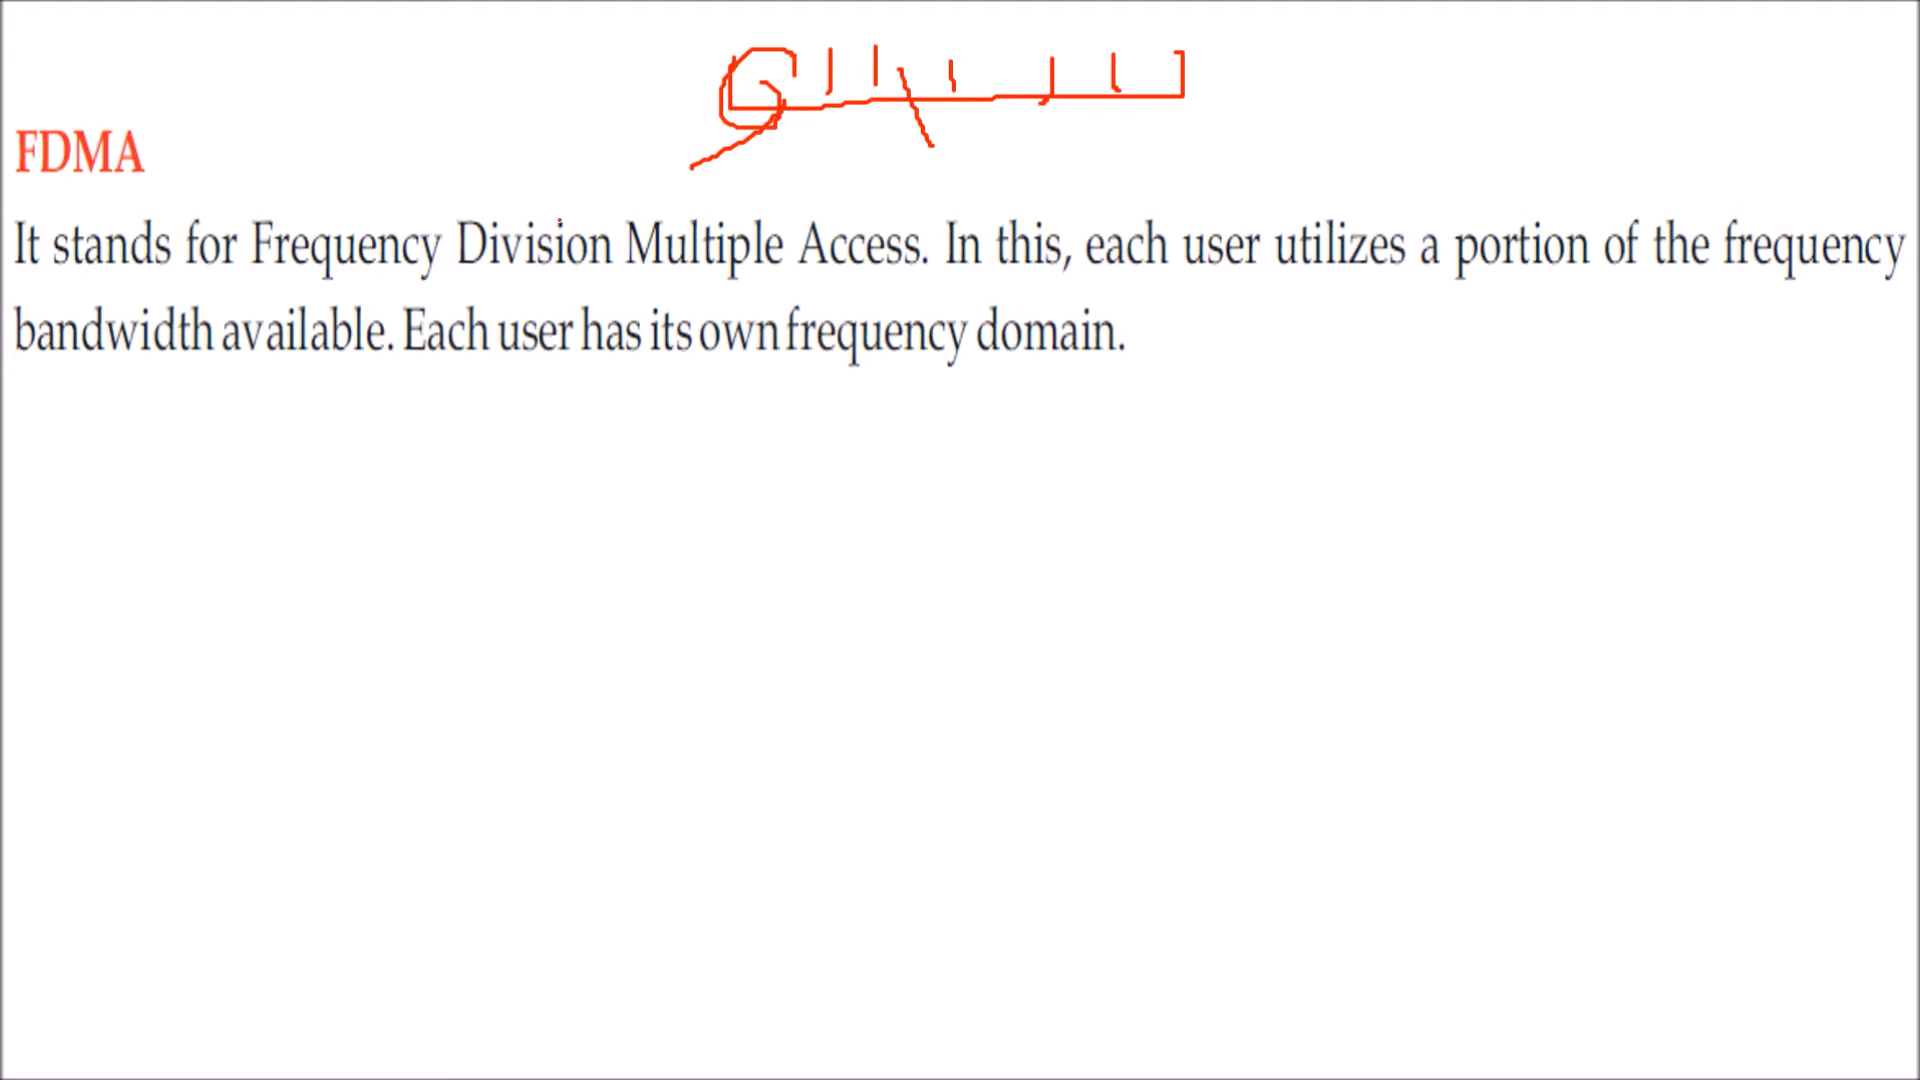 FDMA
It stands for Frequency Division Multiple Access. In this, each user utilizes a portion of the frequency
bandwidth available. Each user has its own frequency domain.